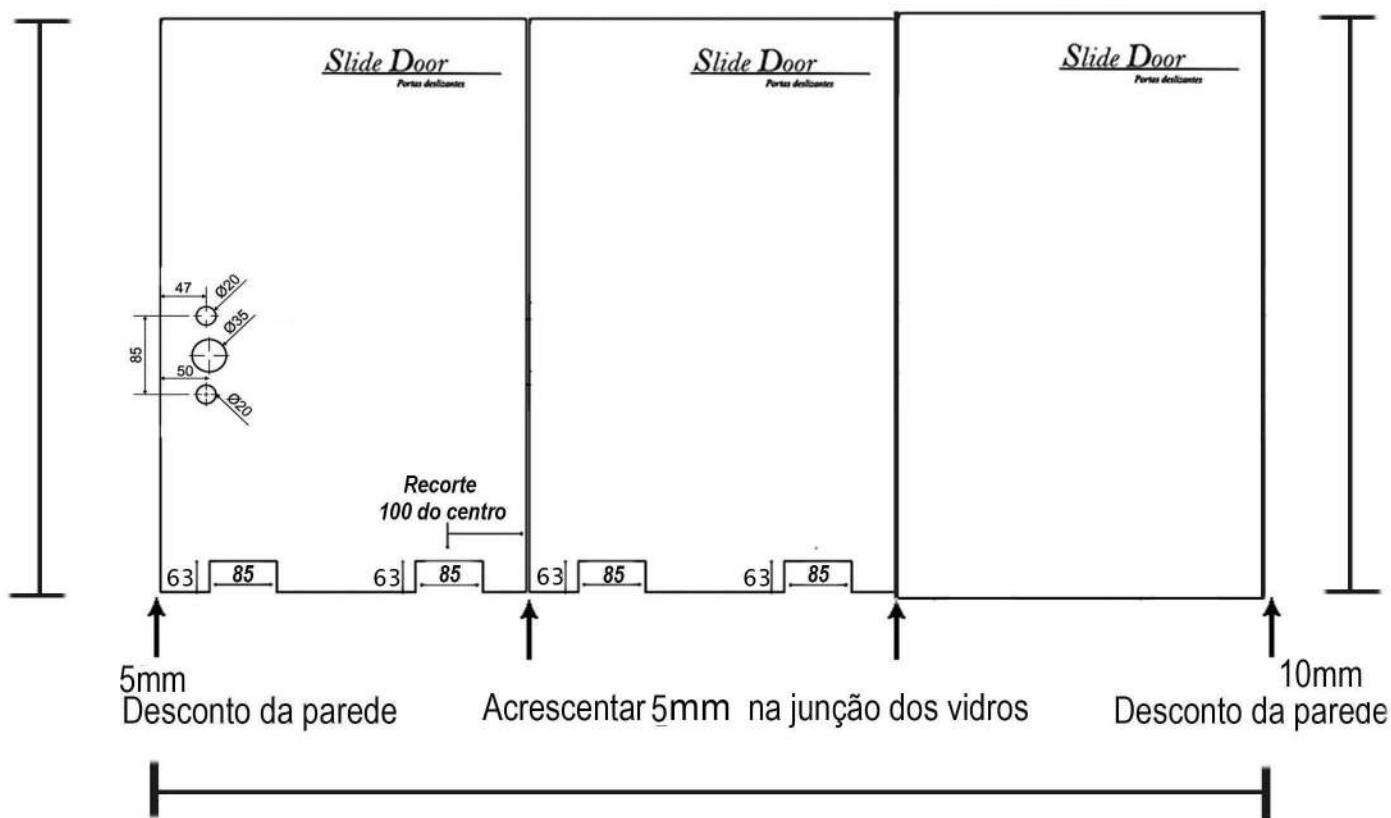 Slide Door
Portas deslizantes
Slide Door
Portas deslizantes
Slide Door
Portas deslizantes
47
Ø20
Ø35
85
50
Ø20
Recorte
100 do centro
63
85
63
85
63
85
63
85
5mm
Desconto da parede
Acrescentar 5mm na junção dos vidros
10mm
Desconto da parede